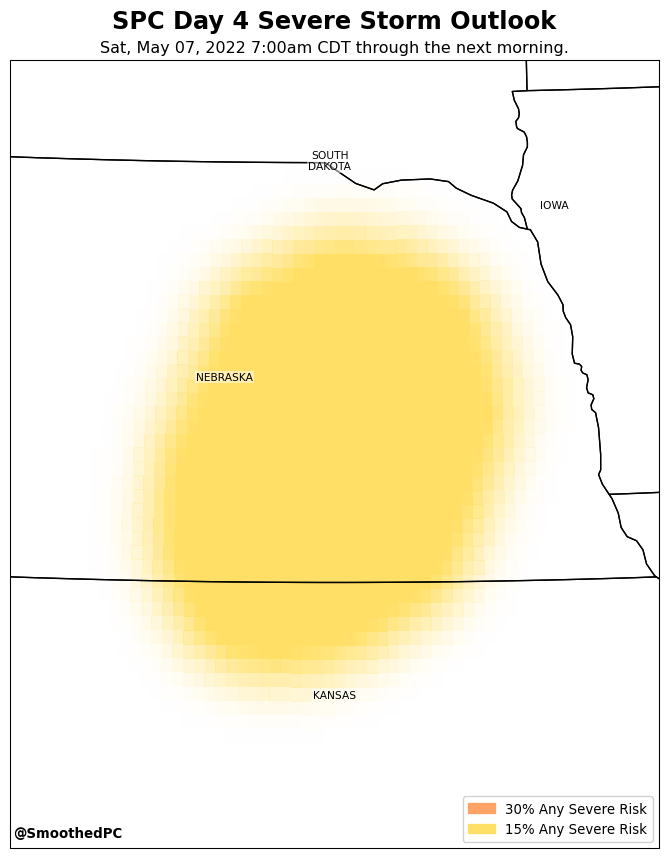 SPC Day 4 Severe Storm Outlook
Sat, May 07, 2022 7:00am CDT through the next morning.
SOUTH
DAKOTA
IOWA
NEBRASKA
KANSAS
30% Any Severe Risk
15% Any Severe Risk
@SmoothedPC